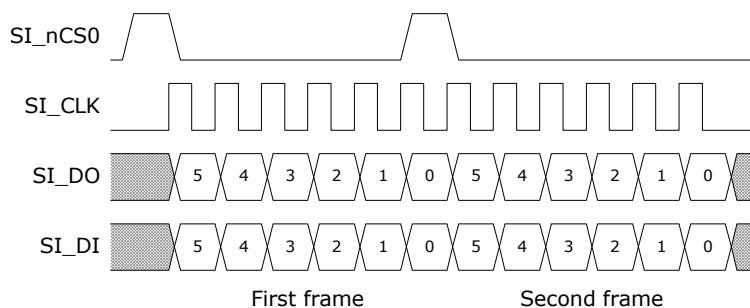 SI_nCS0
SI_CLK
SI_DO 5 4 3 2 1 0 5 4 3 2 1 0
SI_DI 5 4 3 2 1 0 5 4 3 2 1 0
First frame Second frame